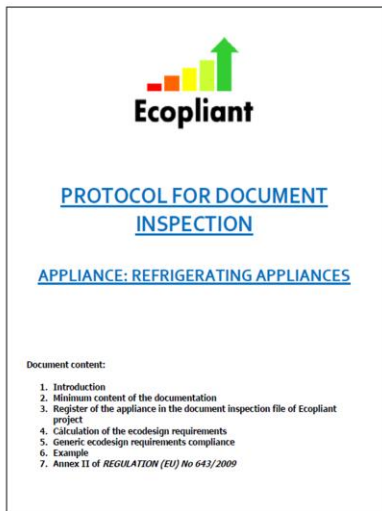 Ecopliant
PROTOCOL FOR DOCUMENT
INSPECTION
APPLIANCE: REFRIGERATING APPLIANCES
Document content:
1. Introduction
2. Minimum content of the documentation
3. Register of the appliance in the document inspection file of Ecopliant
project
4. Calculation of the ecodesign requirements
5. Generic ecodesign requirements compliance
6. Example
7. Annex II of REGULATION (EU) No 643/2009